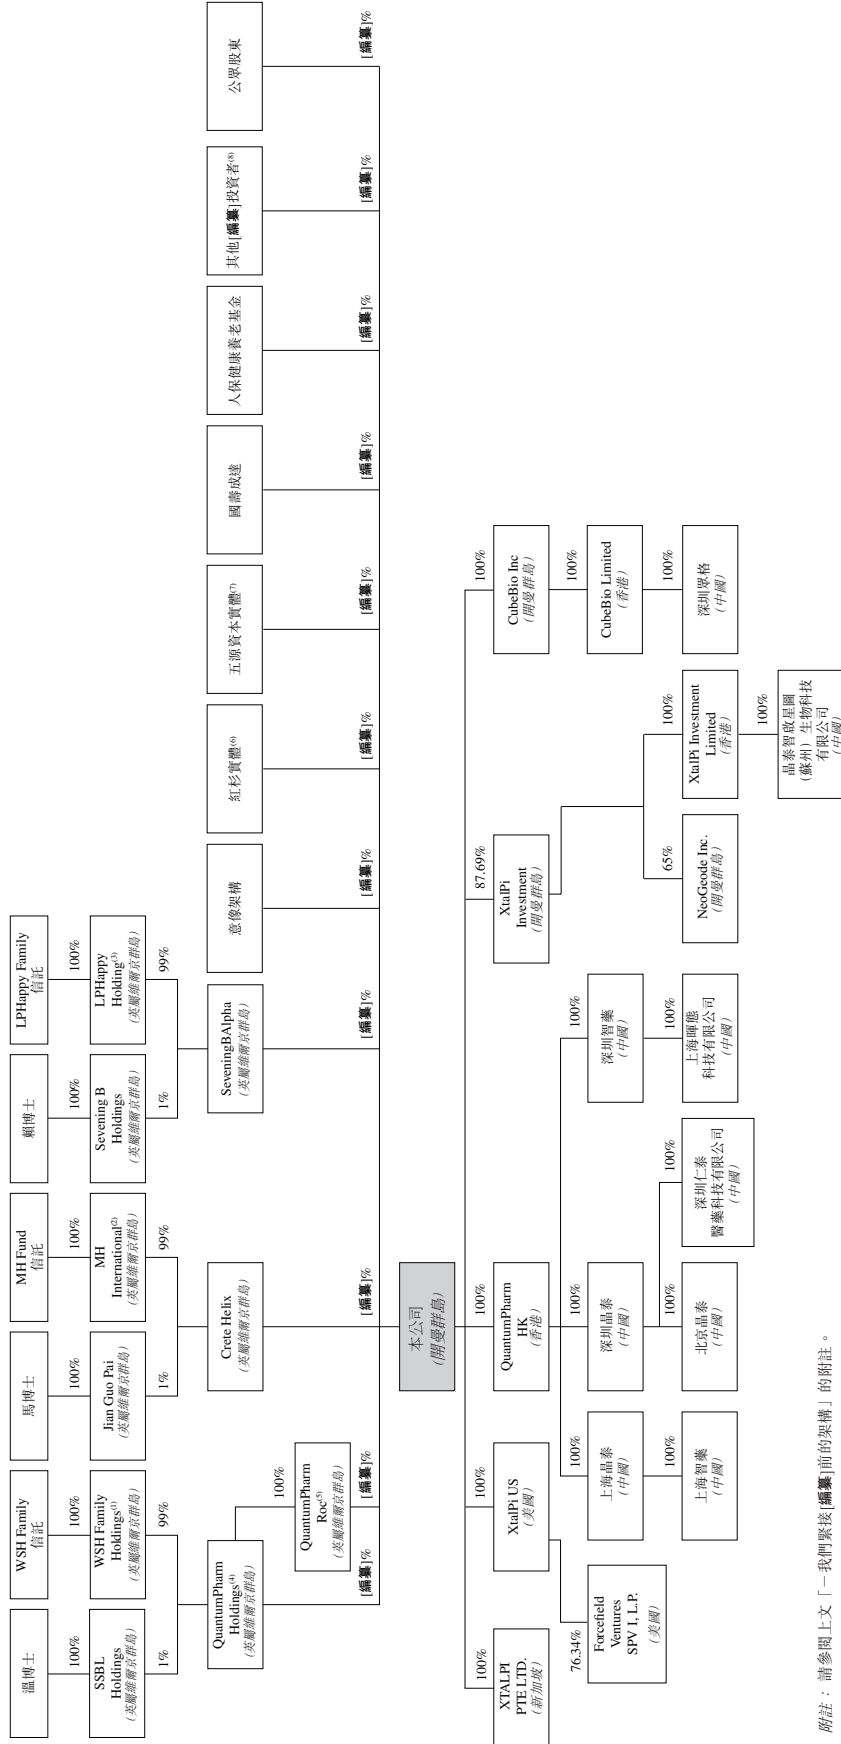 溫博士
WSH Family
信託
馬博士
MH Fund
信託
賴博士
LPHappy Family
信託
100%
100%
100%
100%
100%
100%
SSBL
Holdings
(英屬維爾京群島)
WSH Family
Holdings(1)
(英屬維爾京群島)
Jian Guo Pai
(英屬維爾京群島)
MH
International(2)
(英屬維爾京群島)
Sevening B
Holdings
(英屬維爾京群島)
LPHappy
Holding(3)
(英屬維爾京群島)
1%
99%
1%
99%
1%
99%
QuantumPharm
Holdings(4)
(英屬維爾京群島)
Crete Helix
(英屬維爾京群島)
SeveningBAlpha
(英屬維爾京群島)
意像架構
紅杉實體(6)
五源資本實體(7)
國壽成達
人保健康養老基金
其他[編纂]投資者(8)
公眾股東
100%
QuantumPharm
Roc(5)
(英屬維爾京群島)
[編纂]%
[編纂]%
[編纂]%
[編纂]%
[編纂]%
[編纂]%
[編纂]%
[編纂]%
[編纂]%
[編纂]%
[編纂]%
本公司
(開曼群島)
100%
100%
100%
87.69%
100%
XTALPI
PTE LTD.
(新加坡)
XtalPi US
(美國)
QuantumPharm
HK
(香港)
XtalPi
Investment
(開曼群島)
CubeBio Inc
(開曼群島)
76.34%
100%
100%
100%
100%
Forcefield
Ventures
SPV I, L.P.
(美國)
上海晶泰
(中國)
深圳晶泰
(中國)
深圳智藥
(中國)
CubeBio Limited
(香港)
100%
100%
100%
100%
65%
100%
100%
上海智藥
(中國)
北京晶泰
(中國)
深圳仁泰
醫藥科技有限公司
(中國)
上海暉態
科技有限公司
(中國)
NeoGeode Inc.
(開曼群島)
XtalPi Investment
Limited
(香港)
深圳眾格
(中國)
100%
晶泰智啟星圖
(蘇州)生物科技
有限公司
(中國)
附註：請參閱上文「－我們緊接[編纂]前的架構」的附註。